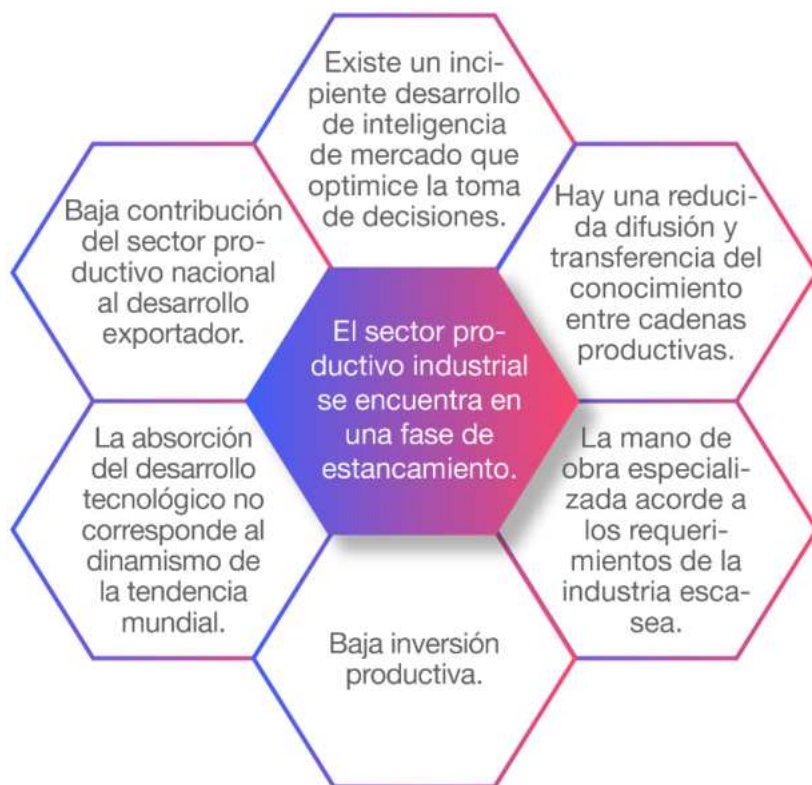 Existe un inci-
piente desarrollo
de inteligencia
de mercado que
optimice la toma
de decisiones.
Baja contribución
del sector pro-
ductivo nacional
al desarrollo
exportador.
Hay una reduci-
da difusión y
transferencia del
conocimiento
entre cadenas
productivas.
El sector pro-
ductivo industrial
se encuentra en
una fase de
estancamiento.
La absorción
del desarrollo
tecnológico no
corresponde al
dinamismo de
la tendencia
mundial.
La mano de
obra especiali-
zada acorde a
los requeri-
mientos de la
industria esca-
sea.
Baja inversión
productiva.